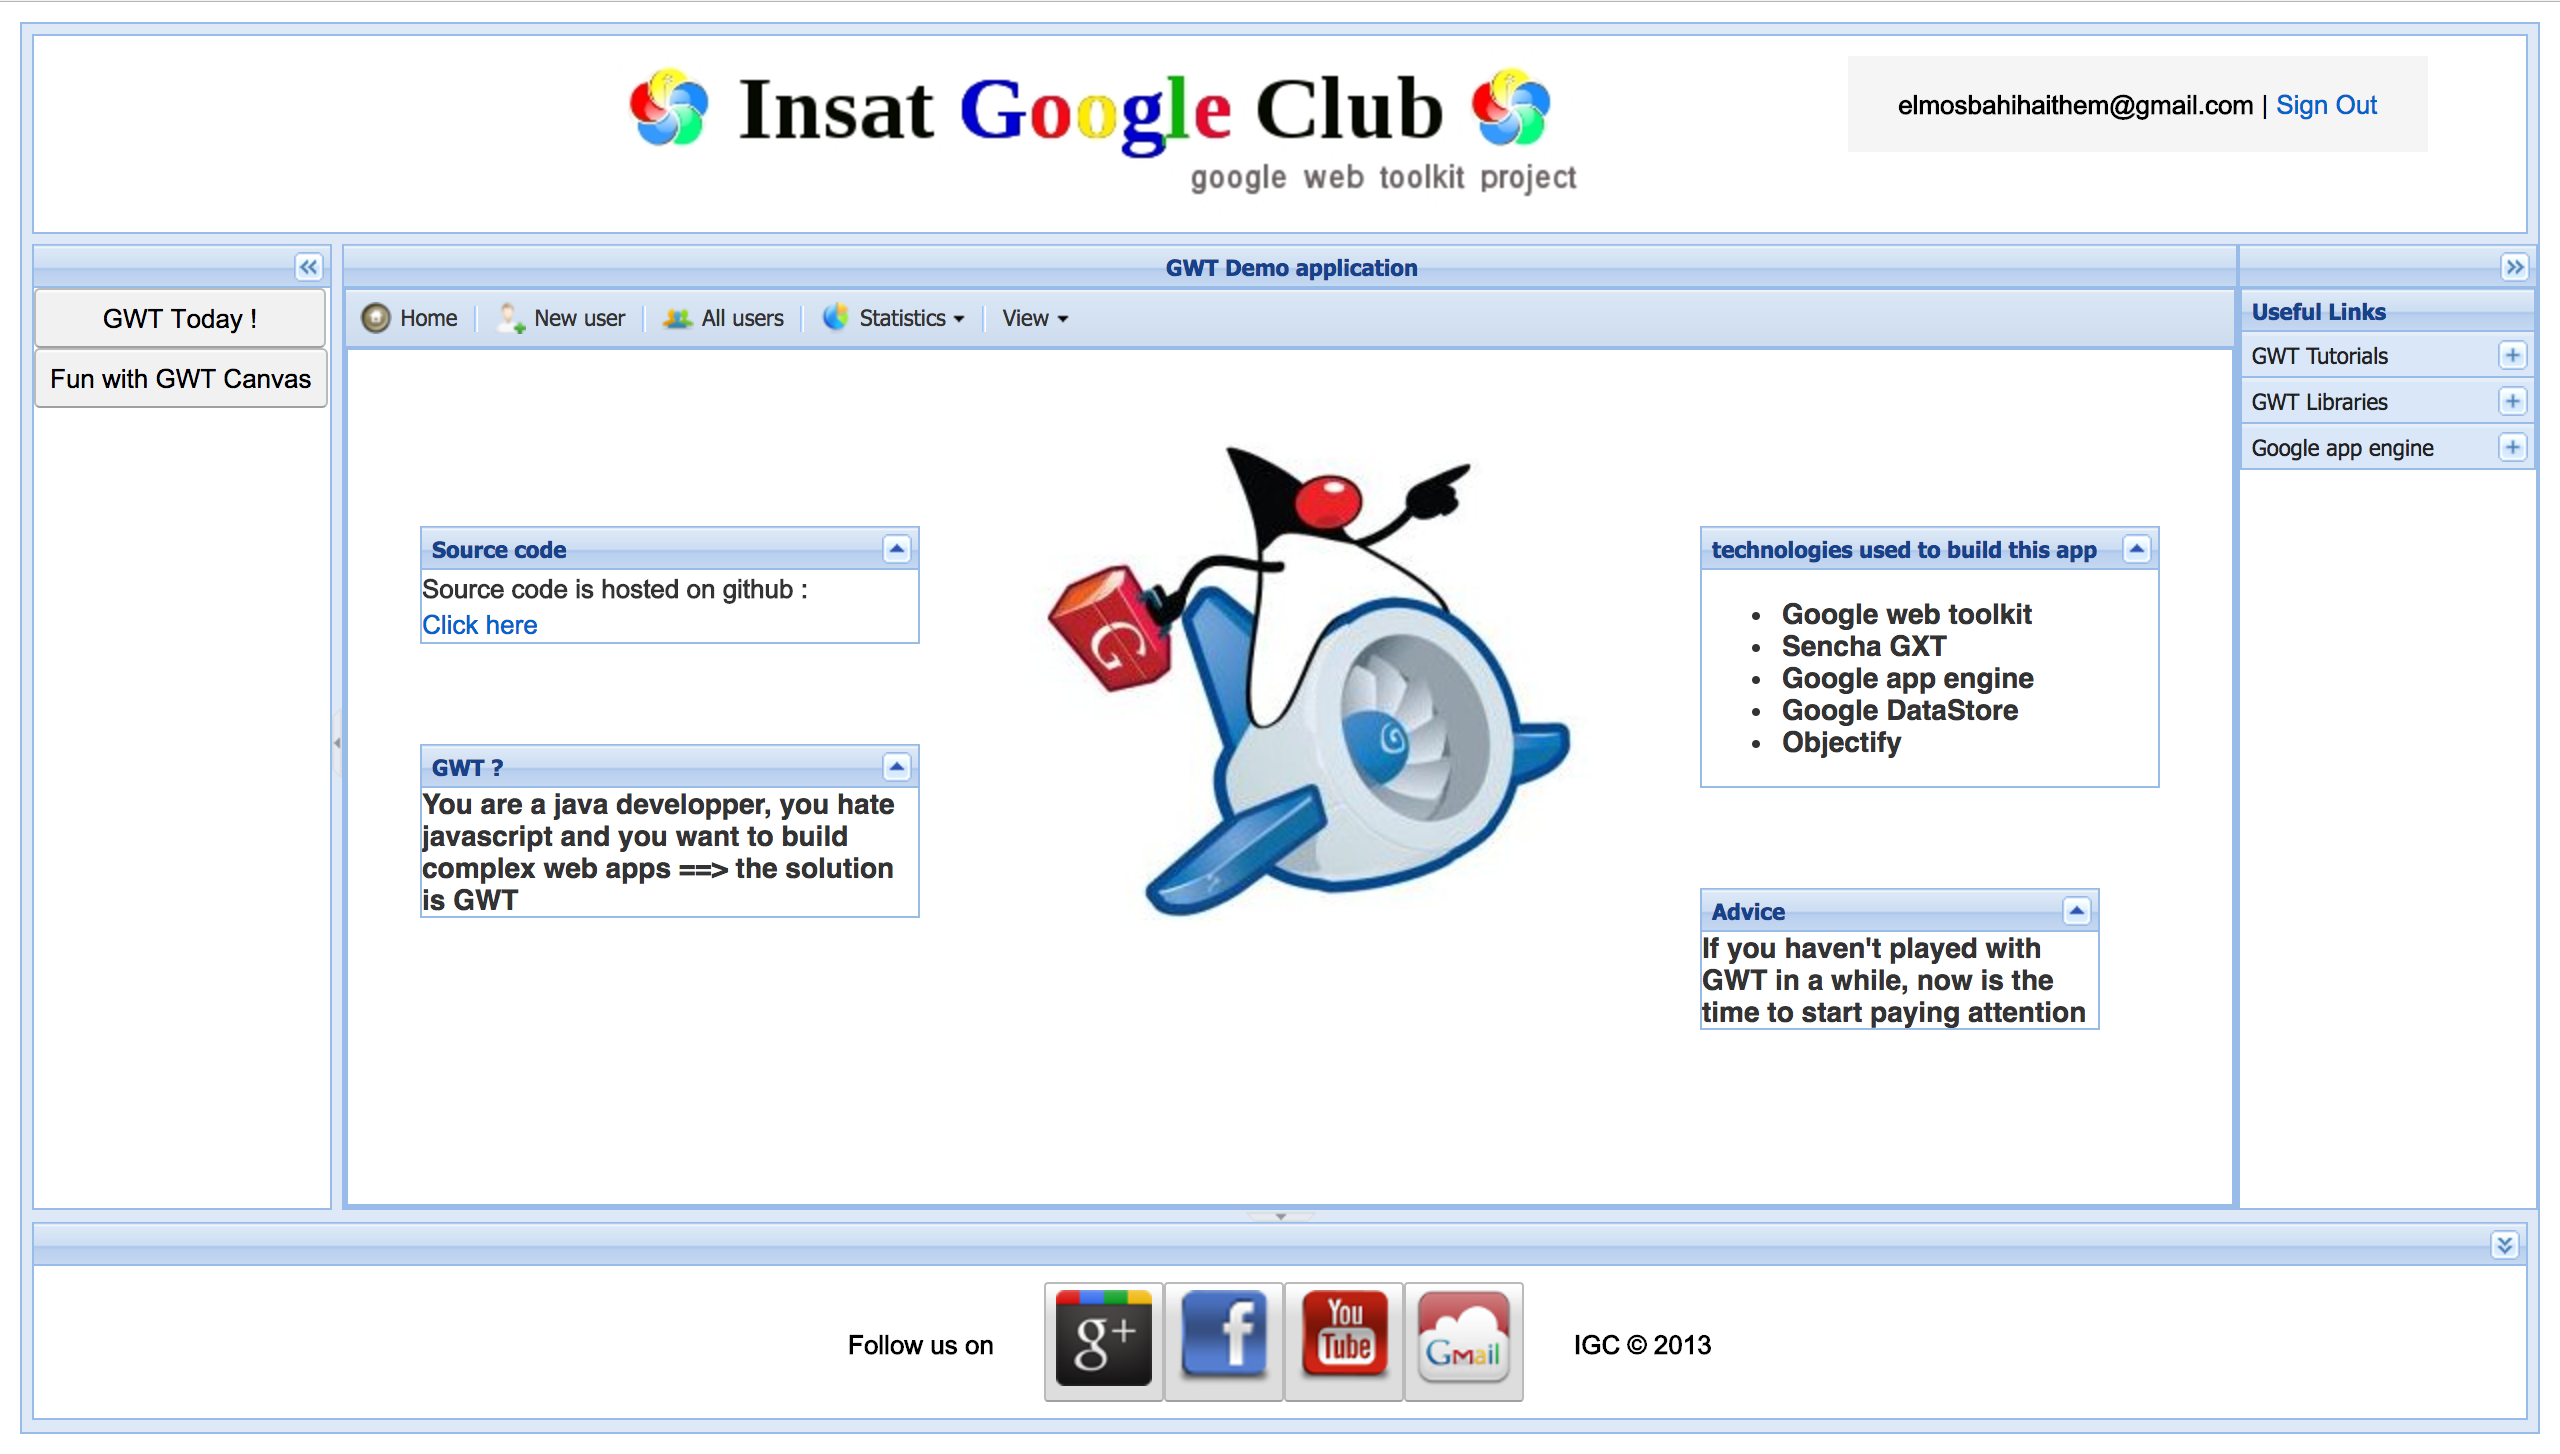 Insat Google Club
google web toolkit project
elmosbahihaithem@gmail.com | Sign Out
GWT Today !
Fun with GWT Canvas
GWT Demo application
Home
New user
All users
Statistics
View
Source code
Source code is hosted on github :
Click here
GWT ?
You are a java developper, you hate
javascript and you want to build
complex web apps ==> the solution
is GWT
G
technologies used to build this app
• Google web toolkit
• Sencha GXT
• Google app engine
• Google DataStore
• Objectify
Advice
If you haven't played with
GWT in a while, now is the
time to start paying attention
Useful Links
GWT Tutorials
GWT Libraries
Google app engine
Follow us on
g+
f
You
Tube
GMail
IGC © 2013